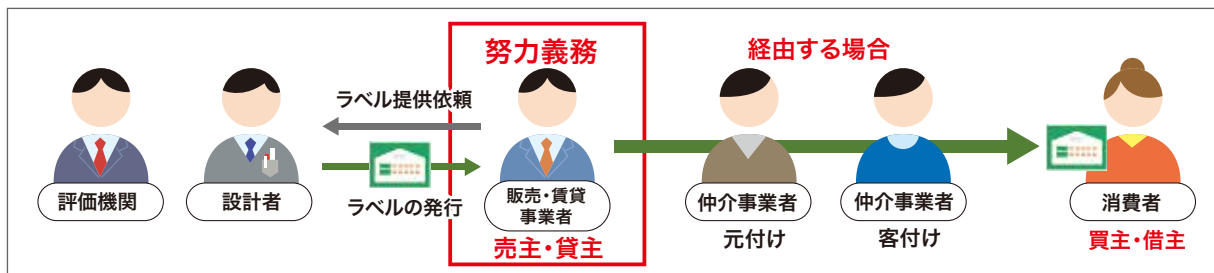 努力義務
経由する場合
ラベル提供依頼
評価機関
設計者
ラベルの発行
販売・賃貸
事業者
売主・貸主
仲介事業者
元付け
仲介事業者
客付け
消費者
買主・借主